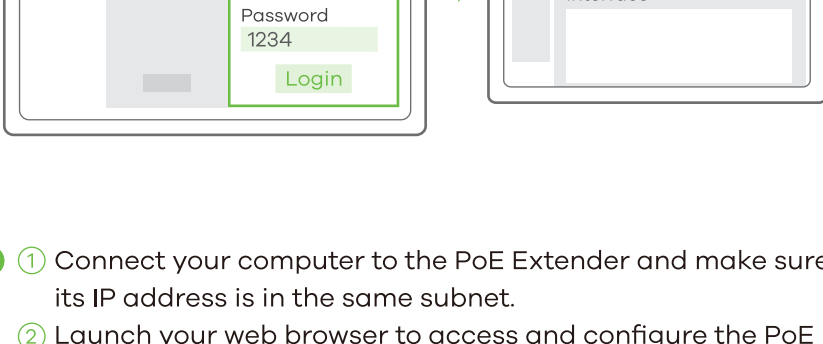 Password
1234
Login
① Connect your computer to the PoE Extender and make sure
its IP address is in the same subnet.
② Launch your web browser to access and configure the PoE